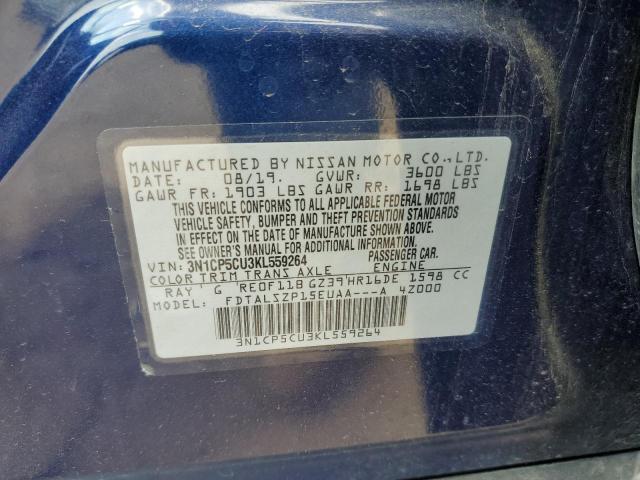 MANUFACTURED BY NISSAN MOTOR CO.,LTD.
DATE: 08/19. GVWR: 3600 LBS
GAWR FR: 1903 LBS GAWR RR: 1698 LBS
THIS VEHICLE CONFORMS TO ALL APPLICABLE FEDERAL MOTOR
VEHICLE SAFETY, BUMPER AND THEFT PREVENTION STANDARDS
IN EFFECT ON THE DATE OF MANUFACTURE SHOWN ABOVE.
SEE OWNER'S MANUAL FOR ADDITIONAL INFORMATION.
VIN: 3N1CP5CU3KL559264 PASSENGER CAR.
COLOR TRIM TRANS AXLE ENGINE
RAY G RE0F11B GZ39 HR16DE 1598 CC
MODEL: FDTALSZP15EUAA---A 4Z000
3N1CP5CU3KL559264